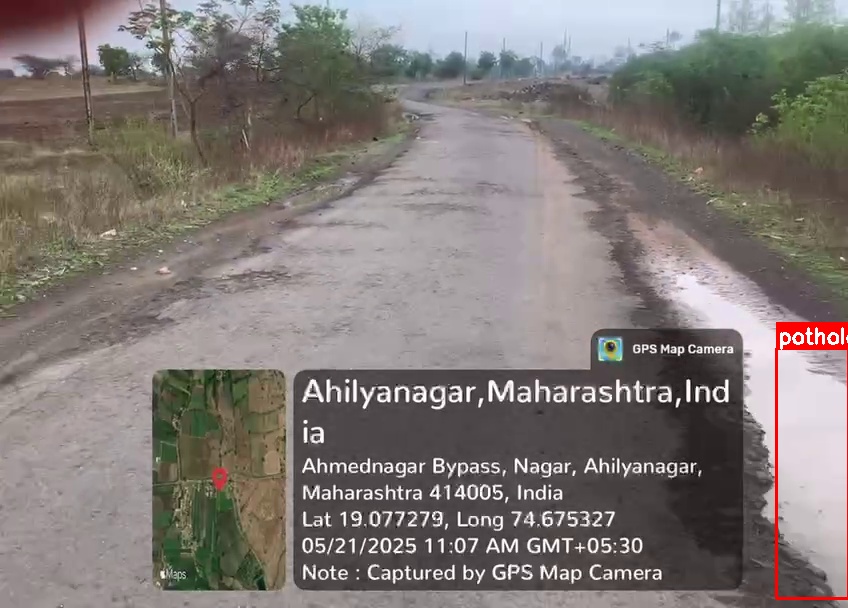 pothole
GPS Map Camera
Ahilyanagar,Maharashtra,Ind
ia
Ahmednagar Bypass, Nagar, Ahilyanagar,
Maharashtra 414005, India
Lat 19.077279, Long 74.675327
05/21/2025 11:07 AM GMT+05:30
Note : Captured by GPS Map Camera
Maps